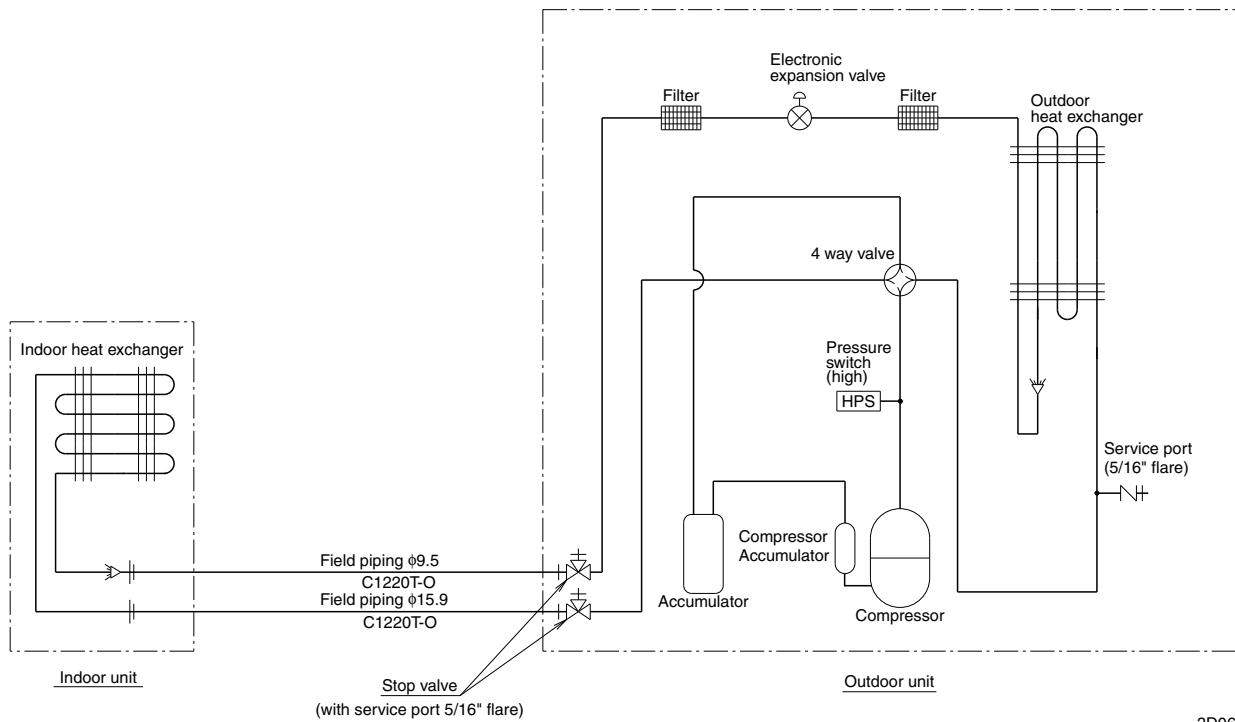 Electronic
expansion valve
Filter
Filter
Outdoor
heat exchanger
4 way valve
Indoor heat exchanger
Pressure
switch
(high)
HPS
Service port
(5/16" flare)
Compressor
Accumulator
Field piping ϕ9.5
C1220T-O
Field piping ϕ15.9
C1220T-O
Accumulator
Compressor
Indoor unit
Stop valve
(with service port 5/16" flare)
Outdoor unit